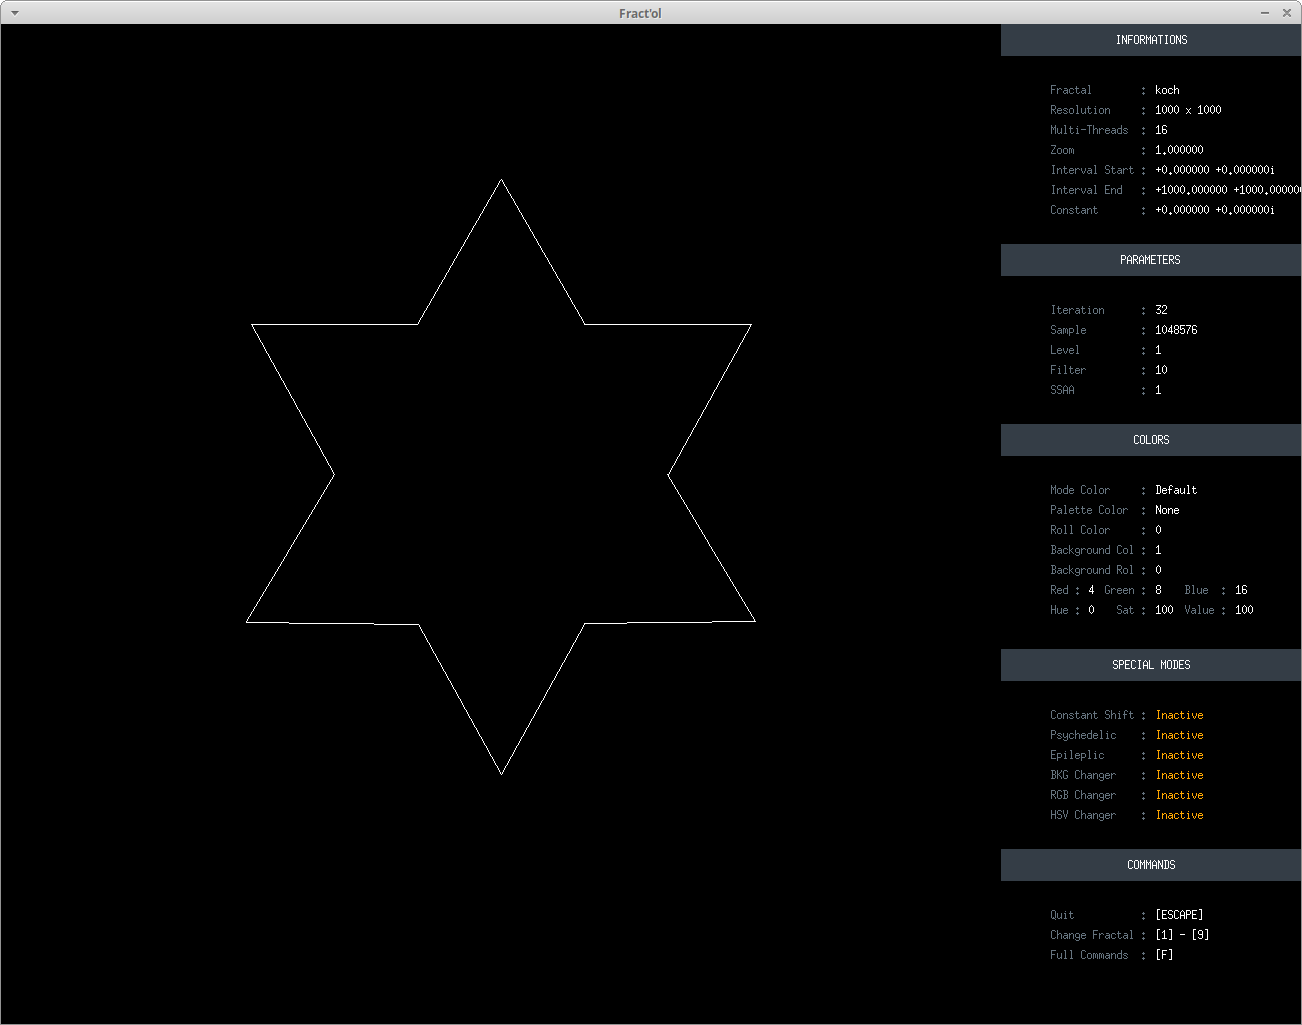 Fract'ol
INFORMATIONS
Fractal : koch
Resolution : 1000 x 1000
Multi-Threads : 16
Zoom : 1.000000
Interval Start : +0.000000 +0.000000i
Interval End : +1000.000000 +1000.000000
Constant : +0.000000 +0.000000i
PARAMETERS
Iteration : 32
Sample : 1048576
Level : 1
Filter : 10
SSAA : 1
COLORS
Mode Color : Default
Palette Color : None
Roll Color : 0
Background Col : 1
Background Rol : 0
Red : 4 Green : 8 Blue : 16
Hue : 0 Sat : 100 Value : 100
SPECIAL MODES
Constant Shift : Inactive
Psychedelic : Inactive
Epileplic : Inactive
BKG Changer : Inactive
RGB Changer : Inactive
HSV Changer : Inactive
COMMANDS
Quit : [ESCAPE]
Change Fractal : [1] - [9]
Full Commands : [F]